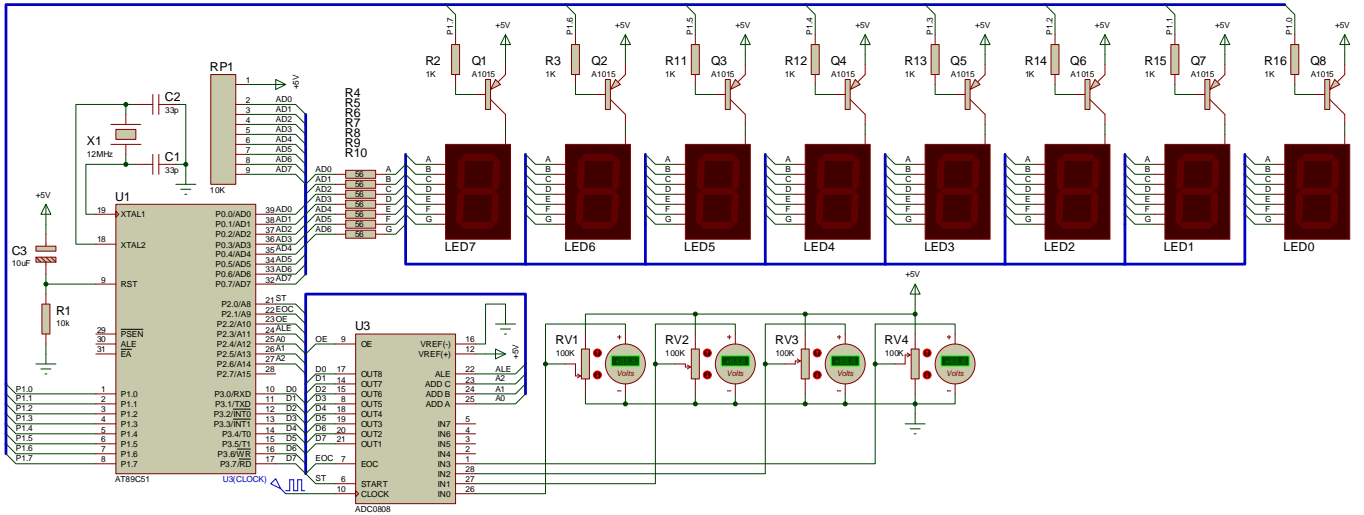 P1.7
+5V
P1.6
+5V
P1.5
+5V
P1.4
+5V
P1.3
+5V
P1.2
+5V
P1.1
+5V
P1.0
+5V
R2
1K
Q1
A1015
R3
1K
Q2
A1015
R11
1K
Q3
A1015
R12
1K
Q4
A1015
R13
1K
Q5
A1015
R14
1K
Q6
A1015
R15
1K
Q7
A1015
R16
1K
Q8
A1015
RP1
1
+5V
2 AD0
3 AD1
4 AD2
5 AD3
6 AD4
7 AD5
8 AD6
9 AD7
10K
C2
33p
X1
12MHz
C1
33p
R4
R5
R6
R7
R8
R9
R10
AD0 56 A
AD1 56 B
AD2 56 C
AD3 56 D
AD4 56 E
AD5 56 F
AD6 56 G
A
B
C
D
E
F
G
LED7
A
B
C
D
E
F
G
LED6
A
B
C
D
E
F
G
LED5
A
B
C
D
E
F
G
LED4
A
B
C
D
E
F
G
LED3
A
B
C
D
E
F
G
LED2
A
B
C
D
E
F
G
LED1
A
B
C
D
E
F
G
LED0
+5V
C3
10uF
R1
10k
U1
19 XTAL1
18 XTAL2
9 RST
29 PSEN
30 ALE
31 EA
P1.0 1 P1.0
P1.1 2 P1.1
P1.2 3 P1.2
P1.3 4 P1.3
P1.4 5 P1.4
P1.5 6 P1.5
P1.6 7 P1.6
P1.7 8 P1.7
P0.0/AD0 39 AD0
P0.1/AD1 38 AD1
P0.2/AD2 37 AD2
P0.3/AD3 36 AD3
P0.4/AD4 35 AD4
P0.5/AD5 34 AD5
P0.6/AD6 33 AD6
P0.7/AD7 32 AD7
P2.0/A8 21 ST
P2.1/A9 22 EOC
P2.2/A10 23 OE
P2.3/A11 24 ALE
P2.4/A12 25 A0
P2.5/A13 26 A1
P2.6/A14 27 A2
P2.7/A15 28
P3.0/RXD 10 D0
P3.1/TXD 11 D1
P3.2/INT0 12 D2
P3.3/INT1 13 D3
P3.4/T0 14 D4
P3.5/T1 15 D5
P3.6/WR 16 D6
P3.7/RD 17 D7
AT89C51
U3(CLOCK)
U3
OE 9 OE
D0 17 OUT8
D1 14 OUT7
D2 15 OUT6
D3 8 OUT5
D4 18 OUT4
D5 19 OUT3
D6 20 OUT2
D7 21 OUT1
EOC 7 EOC
ST 6 START
10 CLOCK
VREF(-) 16
VREF(+) 12
+5V
ALE 22 ALE
ADD C 23 A2
ADD B 24 A1
ADD A 25 A0
IN7 5
IN6 4
IN5 3
IN4 2
IN3 1
IN2 28
IN1 27
IN0 26
ADC0808
+5V
RV1
100K
+
Volts
-
RV2
100K
+
Volts
-
RV3
100K
+
Volts
-
RV4
100K
+
Volts
-